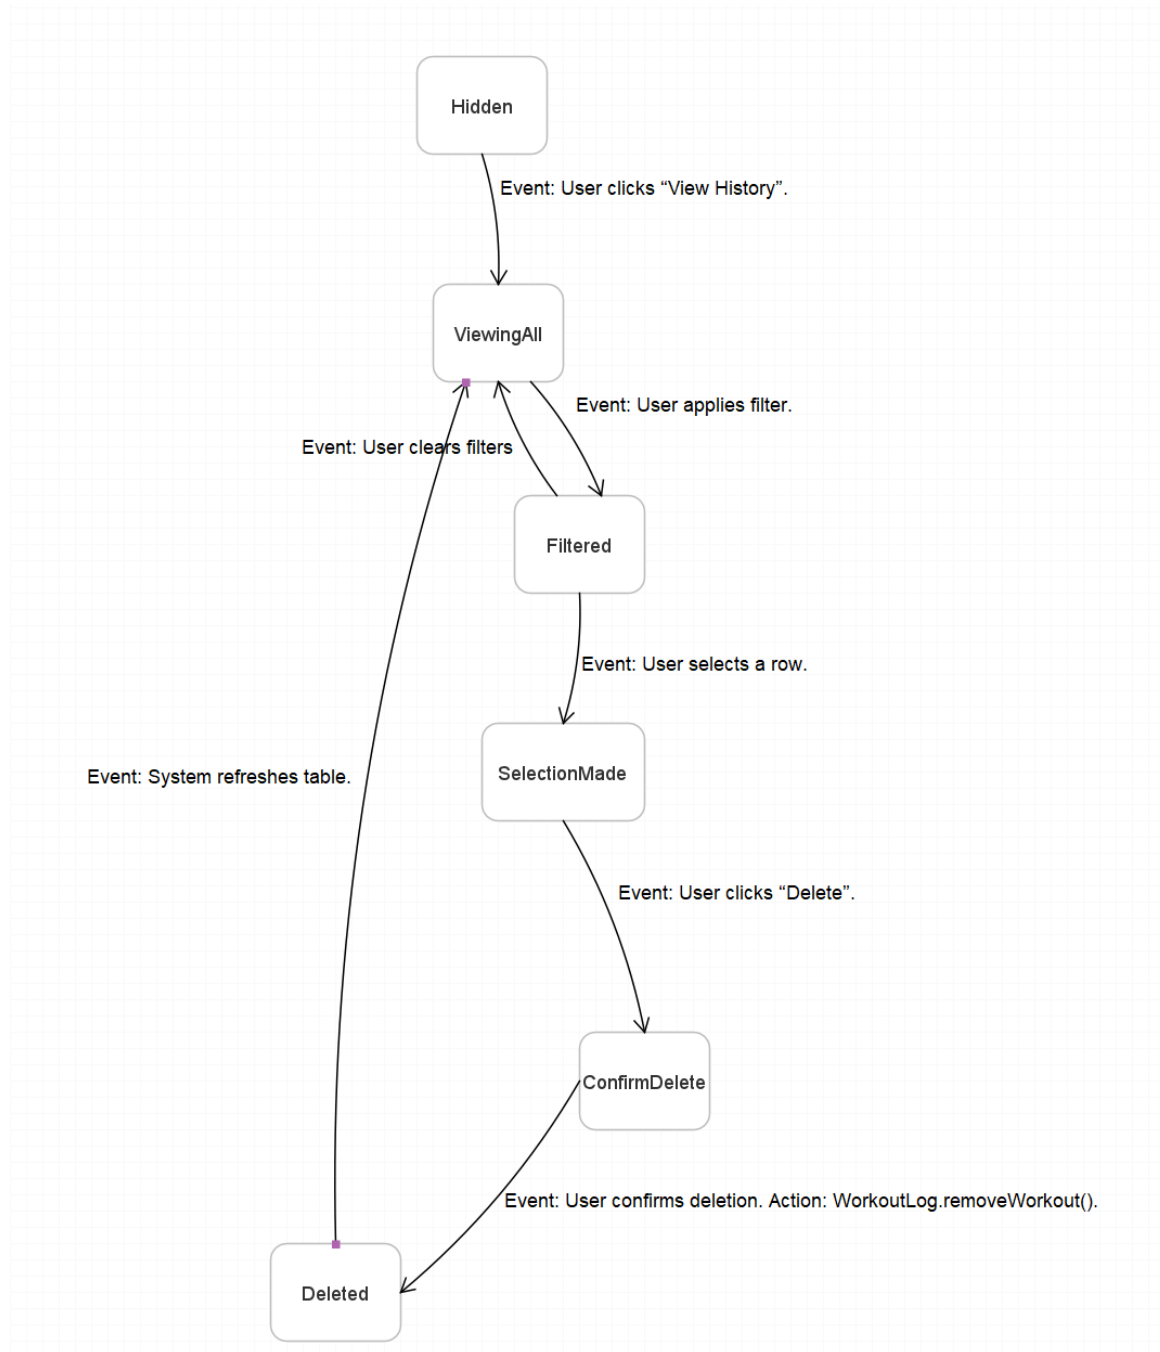 Hidden
Event: User clicks “View History”.
ViewingAll
Event: User applies filter.
Event: User clears filters
Filtered
Event: User selects a row.
SelectionMade
Event: System refreshes table.
Event: User clicks “Delete”.
ConfirmDelete
Event: User confirms deletion. Action: WorkoutLog.removeWorkout().
Deleted